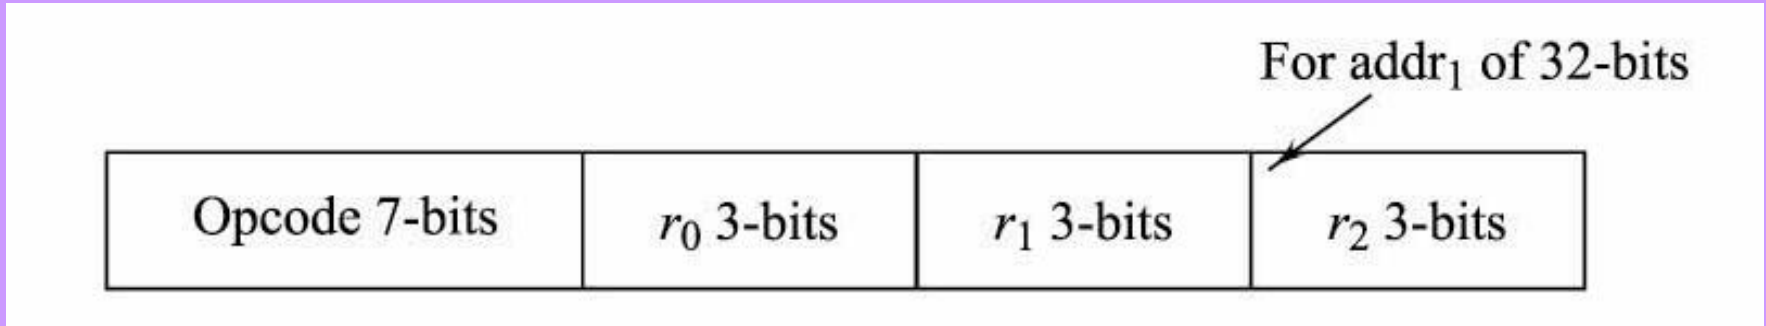 For addr₁ of 32-bits
Opcode 7-bits r₀ 3-bits r₁ 3-bits r₂ 3-bits